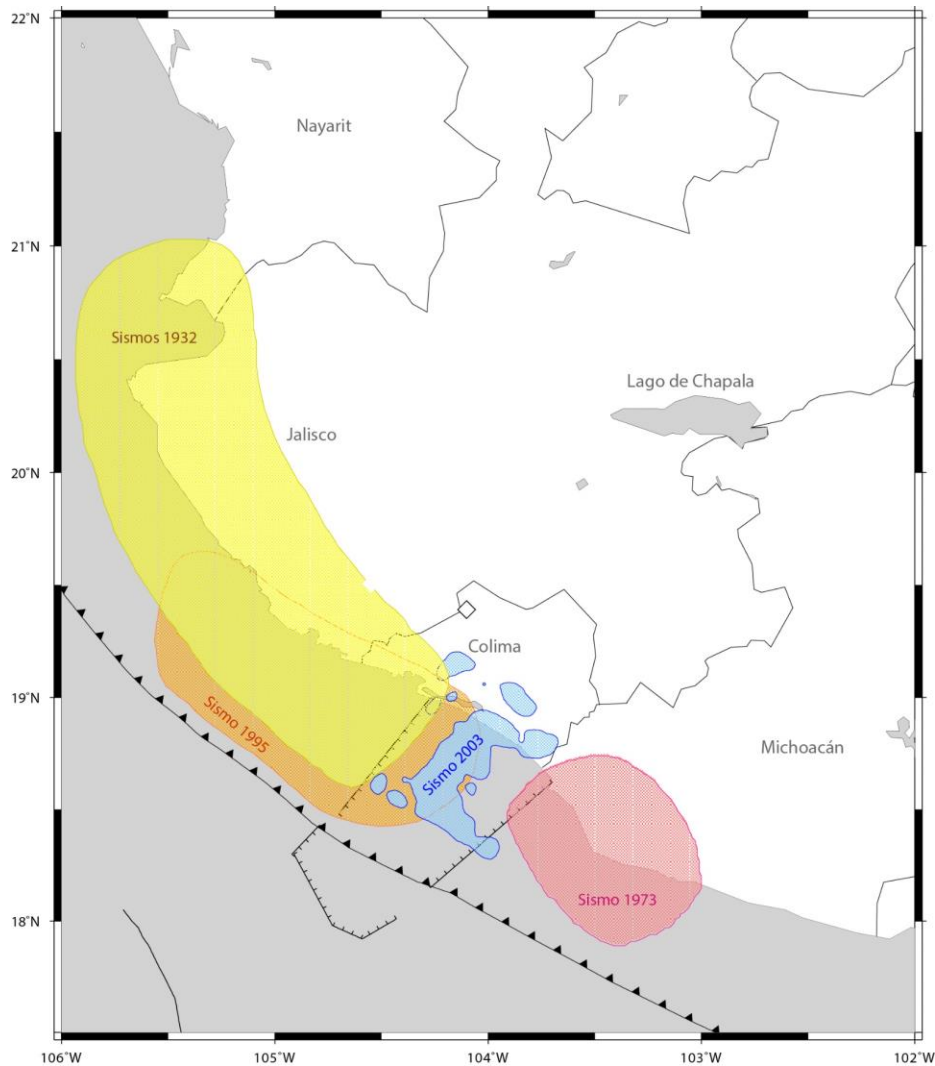 22°N
Nayarit
21°N
Sismos 1932
Lago de Chapala
Jalisco
20°N
Colima
19°N
Sismo 1995
Sismo 2003
Michoacán
Sismo 1973
18°N
106°W
105°W
104°W
103°W
102°W